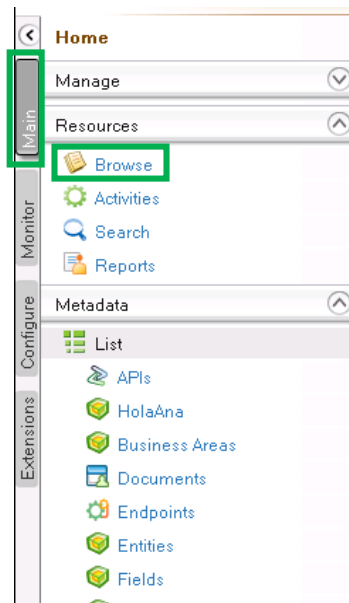 Home
Main
Manage
Resources
Browse
Activities
Search
Reports
Monitor
Metadata
List
Configure
APIs
HolaAna
Business Areas
Extensions
Documents
Endpoints
Entities
Fields